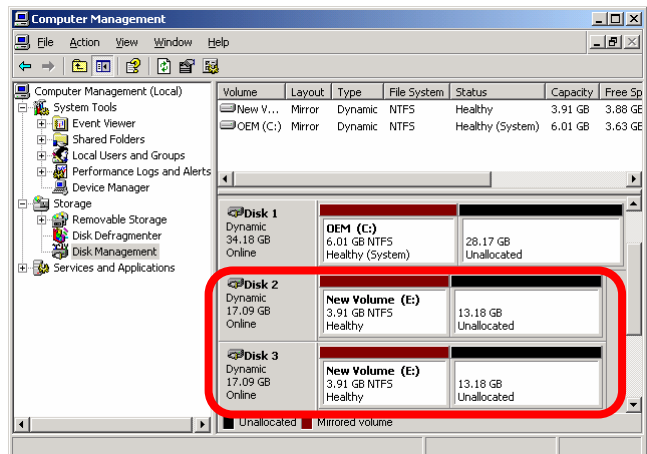 Computer Management
File Action View Window Help
Computer Management (Local)
System Tools
Event Viewer
Shared Folders
Local Users and Groups
Performance Logs and Alerts
Device Manager
Storage
Removable Storage
Disk Defragmenter
Disk Management
Services and Applications
Volume Layout Type File System Status Capacity Free Sp
New V... Mirror Dynamic NTFS Healthy 3.91 GB 3.88 GB
OEM (C:) Mirror Dynamic NTFS Healthy (System) 6.01 GB 3.63 GB
Disk 1
Dynamic
34.18 GB
Online
OEM (C:)
6.01 GB NTFS
Healthy (System)
28.17 GB
Unallocated
Disk 2
Dynamic
17.09 GB
Online
New Volume (E:)
3.91 GB NTFS
Healthy
13.18 GB
Unallocated
Disk 3
Dynamic
17.09 GB
Online
New Volume (E:)
3.91 GB NTFS
Healthy
13.18 GB
Unallocated
Unallocated Mirrored volume